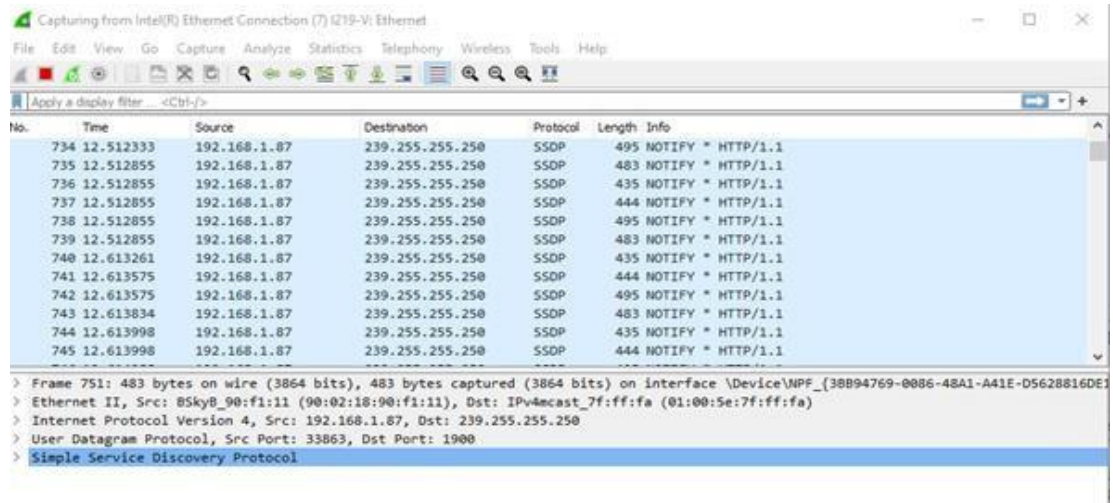 Capturing from Intel(R) Ethernet Connection (7) I219-V: Ethernet
File Edit View Go Capture Analyze Statistics Telephony Wireless Tools Help
Apply a display filter ... <Ctrl-/>
No. Time Source Destination Protocol Length Info
734 12.512333 192.168.1.87 239.255.255.250 SSDP 495 NOTIFY * HTTP/1.1
735 12.512855 192.168.1.87 239.255.255.250 SSDP 483 NOTIFY * HTTP/1.1
736 12.512855 192.168.1.87 239.255.255.250 SSDP 435 NOTIFY * HTTP/1.1
737 12.512855 192.168.1.87 239.255.255.250 SSDP 444 NOTIFY * HTTP/1.1
738 12.512855 192.168.1.87 239.255.255.250 SSDP 495 NOTIFY * HTTP/1.1
739 12.512855 192.168.1.87 239.255.255.250 SSDP 483 NOTIFY * HTTP/1.1
740 12.613261 192.168.1.87 239.255.255.250 SSDP 435 NOTIFY * HTTP/1.1
741 12.613575 192.168.1.87 239.255.255.250 SSDP 444 NOTIFY * HTTP/1.1
742 12.613575 192.168.1.87 239.255.255.250 SSDP 495 NOTIFY * HTTP/1.1
743 12.613834 192.168.1.87 239.255.255.250 SSDP 483 NOTIFY * HTTP/1.1
744 12.613998 192.168.1.87 239.255.255.250 SSDP 435 NOTIFY * HTTP/1.1
745 12.613998 192.168.1.87 239.255.255.250 SSDP 444 NOTIFY * HTTP/1.1
> Frame 751: 483 bytes on wire (3864 bits), 483 bytes captured (3864 bits) on interface \Device\NPF_{38B94769-0086-48A1-A41E-D5628816DE1
> Ethernet II, Src: BSkyB_90:f1:11 (90:02:18:90:f1:11), Dst: IPv4mcast_7f:ff:fa (01:00:5e:7f:ff:fa)
> Internet Protocol Version 4, Src: 192.168.1.87, Dst: 239.255.255.250
> User Datagram Protocol, Src Port: 33863, Dst Port: 1900
> Simple Service Discovery Protocol